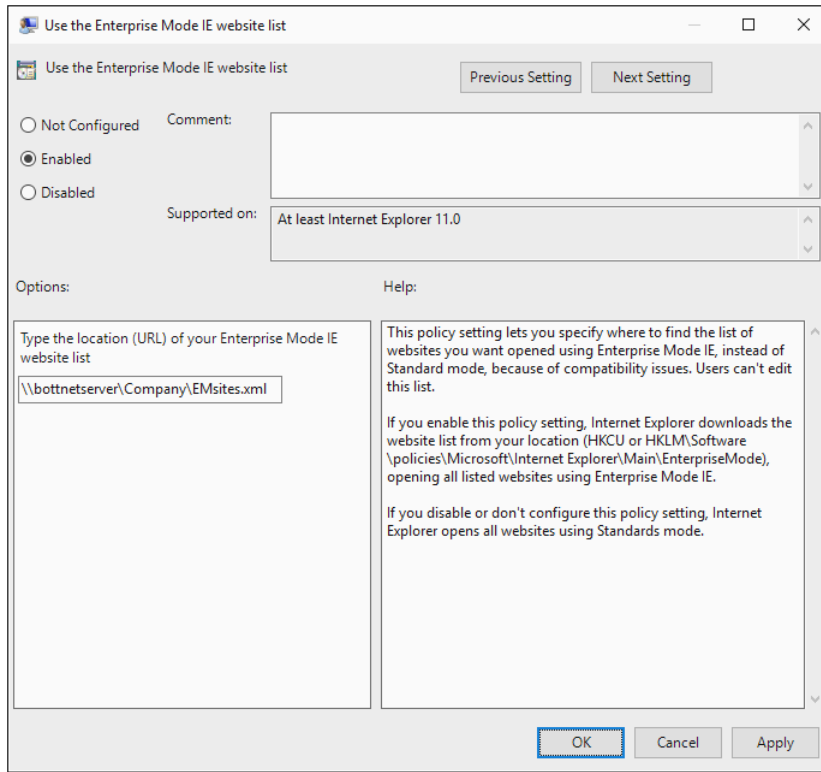 Use the Enterprise Mode IE website list
Use the Enterprise Mode IE website list
Previous Setting
Next Setting
Not Configured
Comment:
Enabled
Disabled
Supported on:
At least Internet Explorer 11.0
Options:
Help:
Type the location (URL) of your Enterprise Mode IE
website list
\\bottnetserver\Company\EMsites.xml
This policy setting lets you specify where to find the list of
websites you want opened using Enterprise Mode IE, instead of
Standard mode, because of compatibility issues. Users can't edit
this list.
If you enable this policy setting, Internet Explorer downloads the
website list from your location (HKCU or HKLM\Software
\policies\Microsoft\Internet Explorer\Main\EnterpriseMode),
opening all listed websites using Enterprise Mode IE.
If you disable or don't configure this policy setting, Internet
Explorer opens all websites using Standards mode.
OK
Cancel
Apply